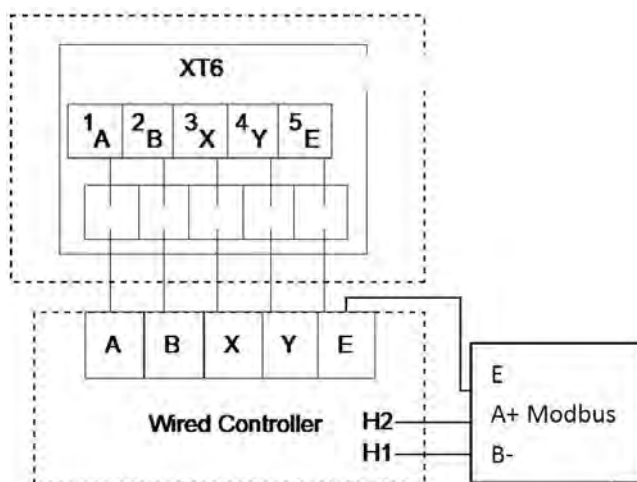 XT6
1A 2B 3X 4Y 5E
A B X Y E
E
Wired Controller H2 A+ Modbus
H1 B-